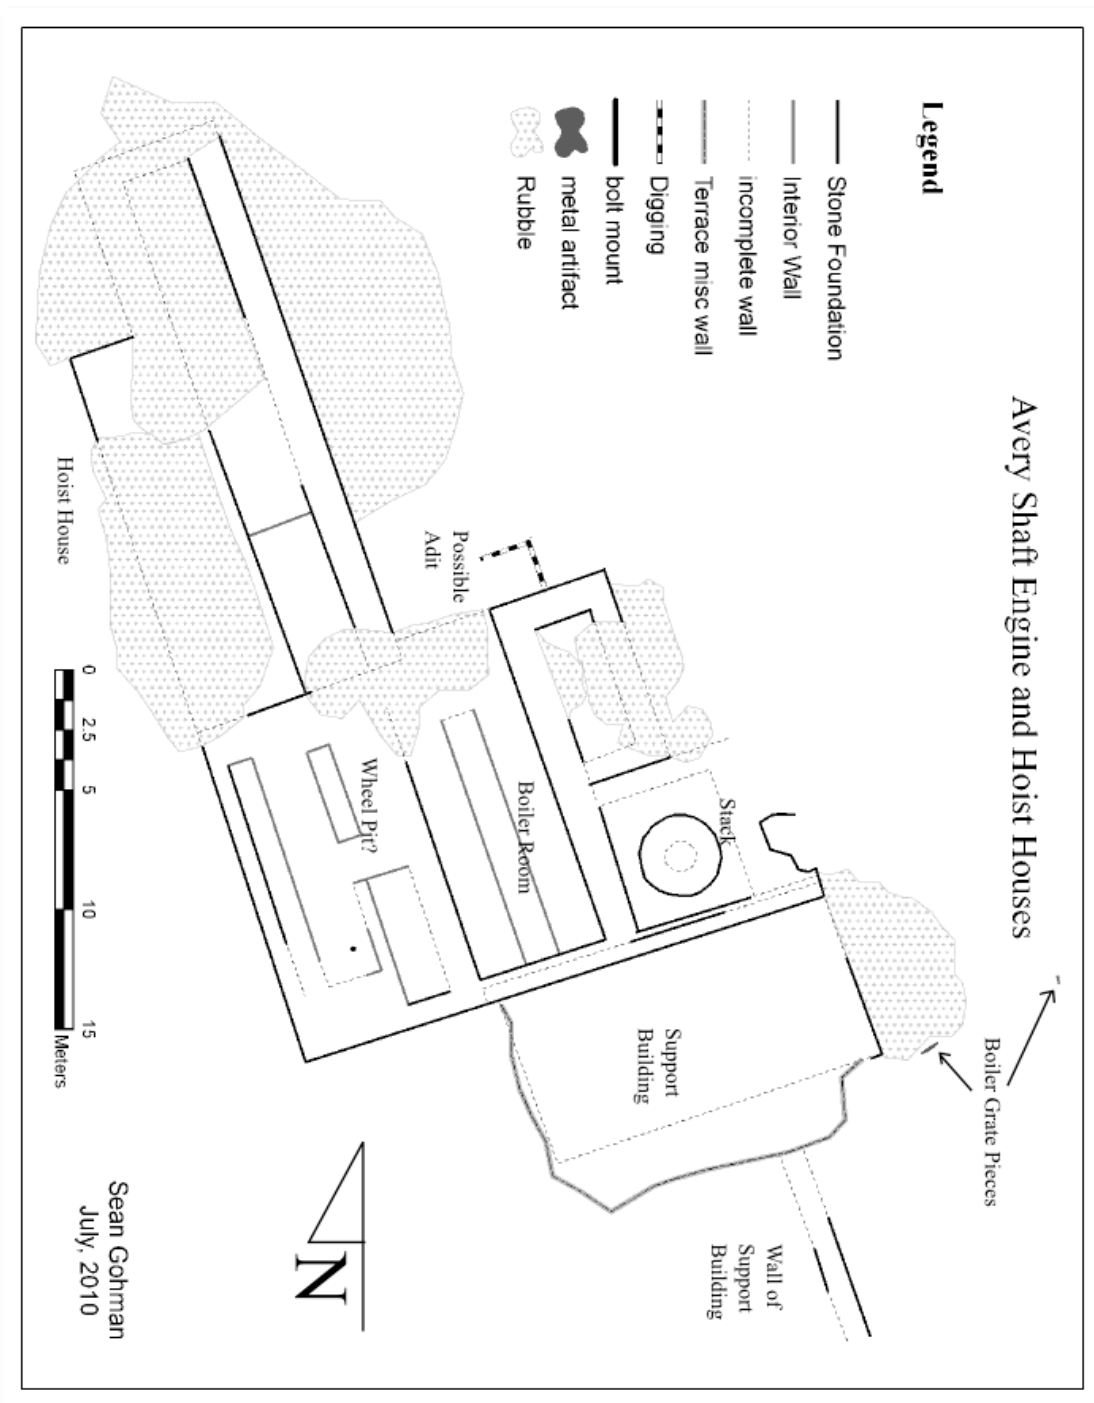 Avery Shaft Engine and Hoist Houses
Legend
Stone Foundation
Interior Wall
incomplete wall
Terrace misc wall
Digging
bolt mount
metal artifact
Rubble
Boiler Grate Pieces
Stack
Support
Building
Wall of
Support
Building
Boiler Room
Possible
Adit
Wheel Pit?
Hoist House
0
2.5
5
10
15
Meters
N
Sean Gohman
July, 2010